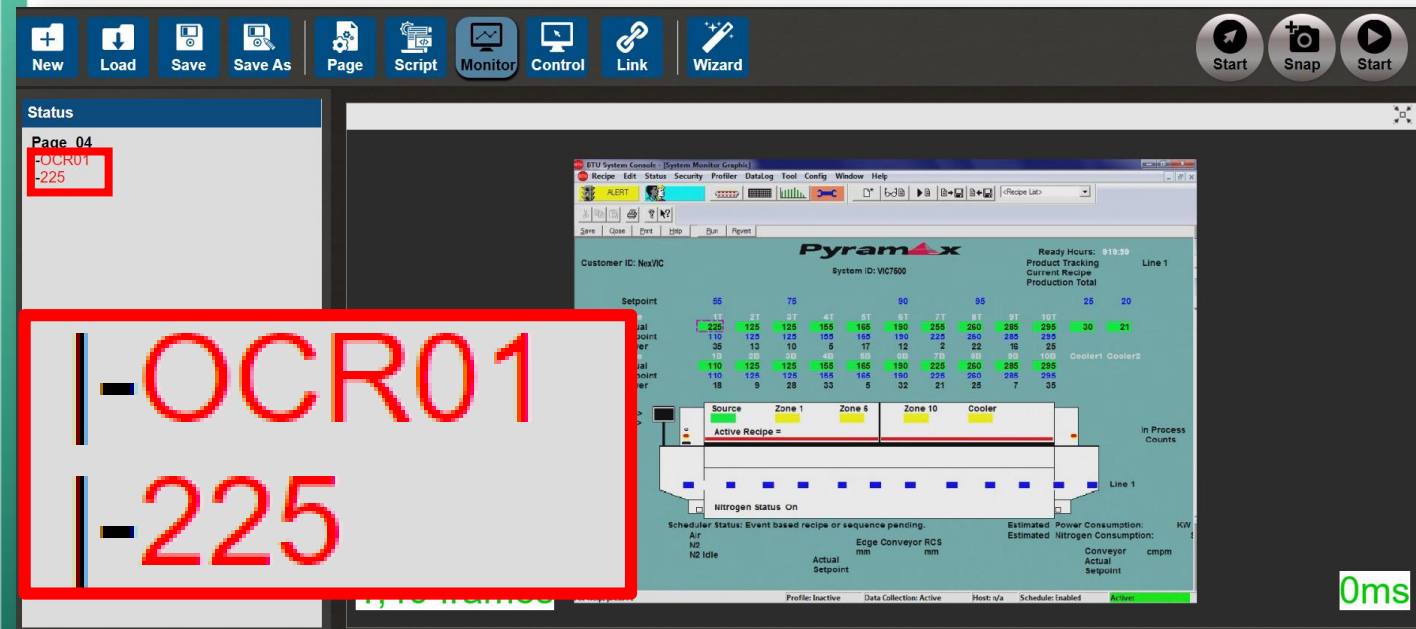 New Load Save Save As Page Script Monitor Control Link Wizard Start Snap Start
Status
Page_04
-OCR01
-225
-OCR01
-225
BTU System Console - [System Monitor Graphic]
Recipe Edit Status Security Profiler DataLog Tool Config Window Help
ALERT <Recipe List>
Save Close Print Help Run Revert
Pyramax
Customer ID: NexVIC
System ID: VIC7500
Ready Hours: 919:59
Product Tracking
Current Recipe
Production Total
Line 1
Setpoint 55 75 90 95 25 20
1T 2T 3T 4T 5T 6T 7T 8T 9T 10T
225 125 125 155 165 190 255 260 285 295 30 21
110 125 125 155 165 190 225 260 285 295
35 13 10 5 17 12 2 22 16 25
1B 2B 3B 4B 5B 6B 7B 8B 9B 10B Cooler1 Cooler2
110 125 125 155 165 190 225 260 285 295
110 125 125 155 165 190 225 260 285 295
18 9 28 33 5 32 21 25 7 35
Source Zone 1 Zone 6 Zone 10 Cooler
Active Recipe =
In Process
Counts
Line 1
Nitrogen Status On
Scheduler Status: Event based recipe or sequence pending.
Air
N2
N2 Idle
Actual
Setpoint
Edge Conveyor RCS
mm mm
Estimated Power Consumption: KW
Estimated Nitrogen Consumption:
Conveyor cmpm
Actual
Setpoint
Profile: Inactive Data Collection: Active Host: n/a Schedule: Enabled Active:
0ms